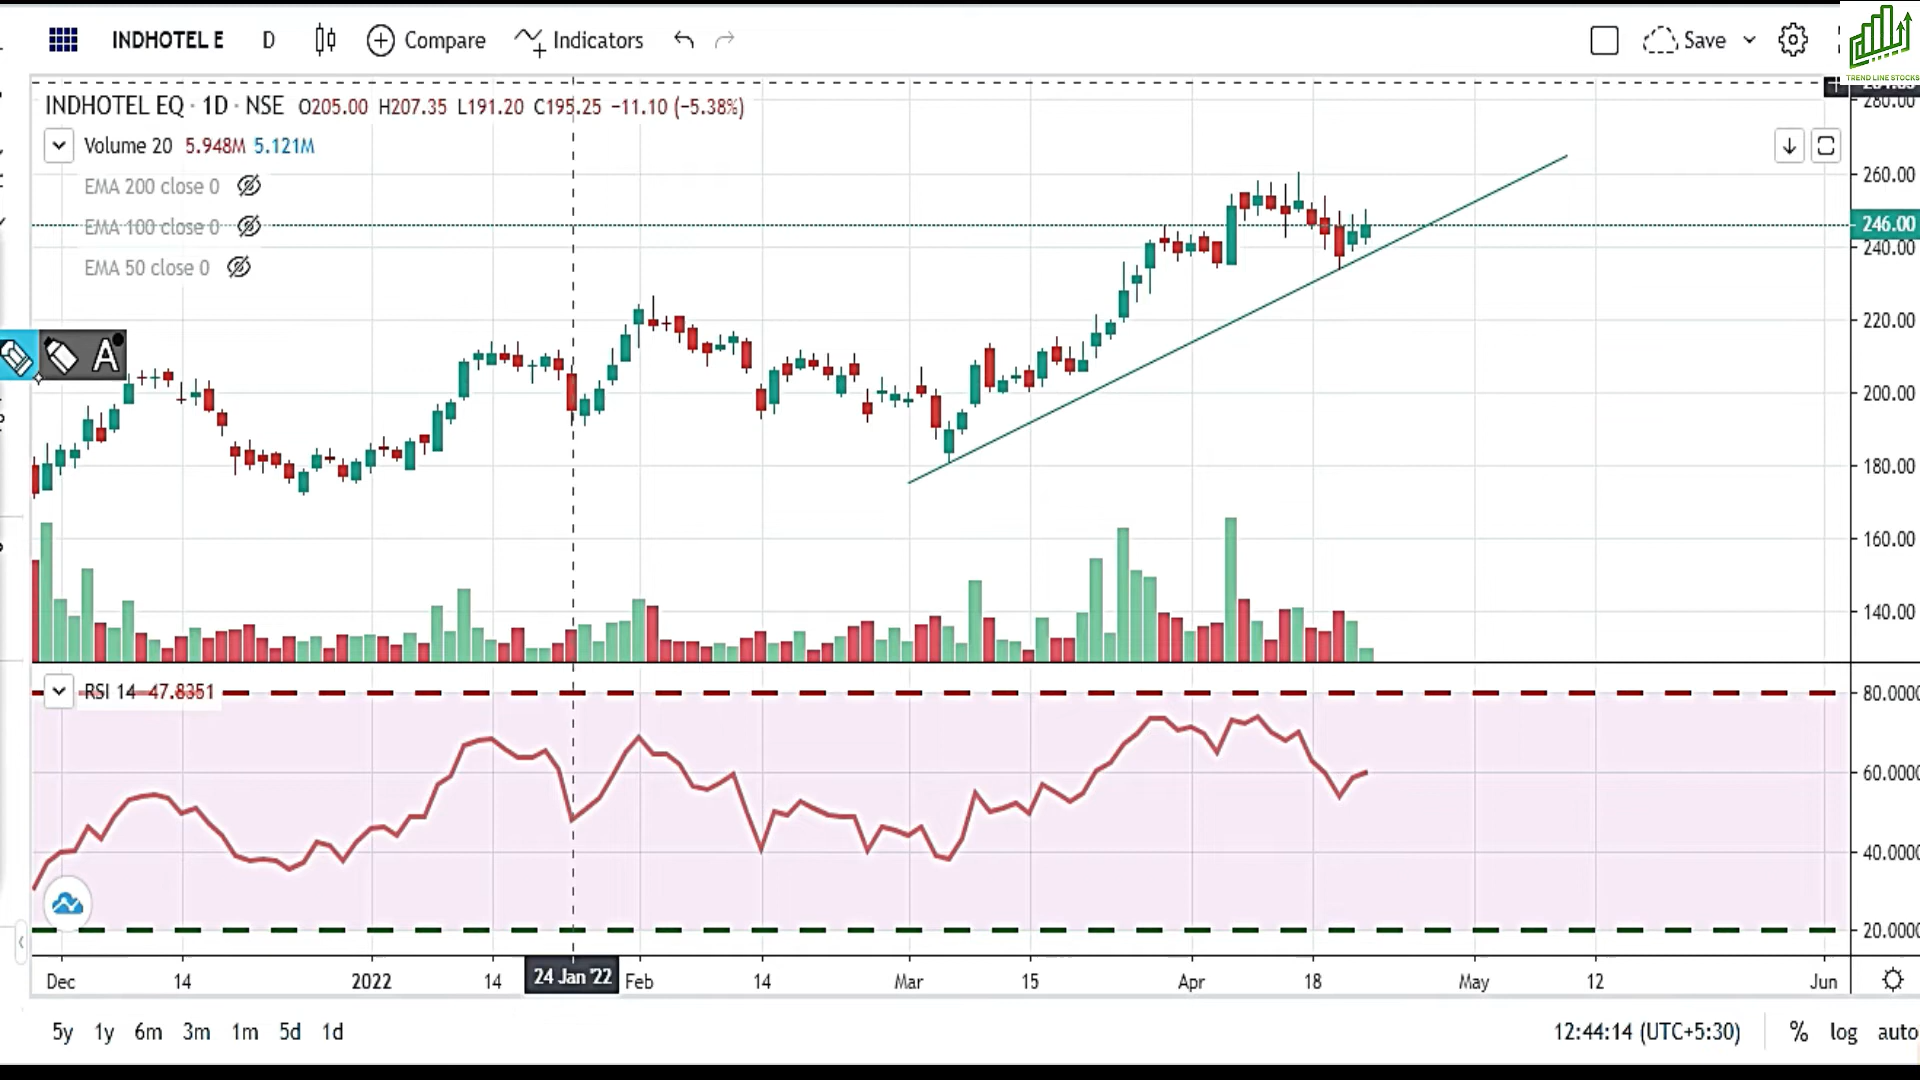 INDHOTEL E D Compare Indicators Save
TREND LINE STOCKS
INDHOTEL EQ · 1D · NSE O205.00 H207.35 L191.20 C195.25 −11.10 (−5.38%)
Volume 20 5.948M 5.121M
EMA 200 close 0
EMA 100 close 0
EMA 50 close 0
A
280.00
260.00
246.00
240.00
220.00
200.00
180.00
160.00
140.00
RSI 14 47.8351
80.0000
60.0000
40.0000
20.0000
Dec 14 2022 14 24 Jan '22 Feb 14 Mar 15 Apr 18 May 12 Jun
5y 1y 6m 3m 1m 5d 1d 12:44:14 (UTC+5:30) % log auto